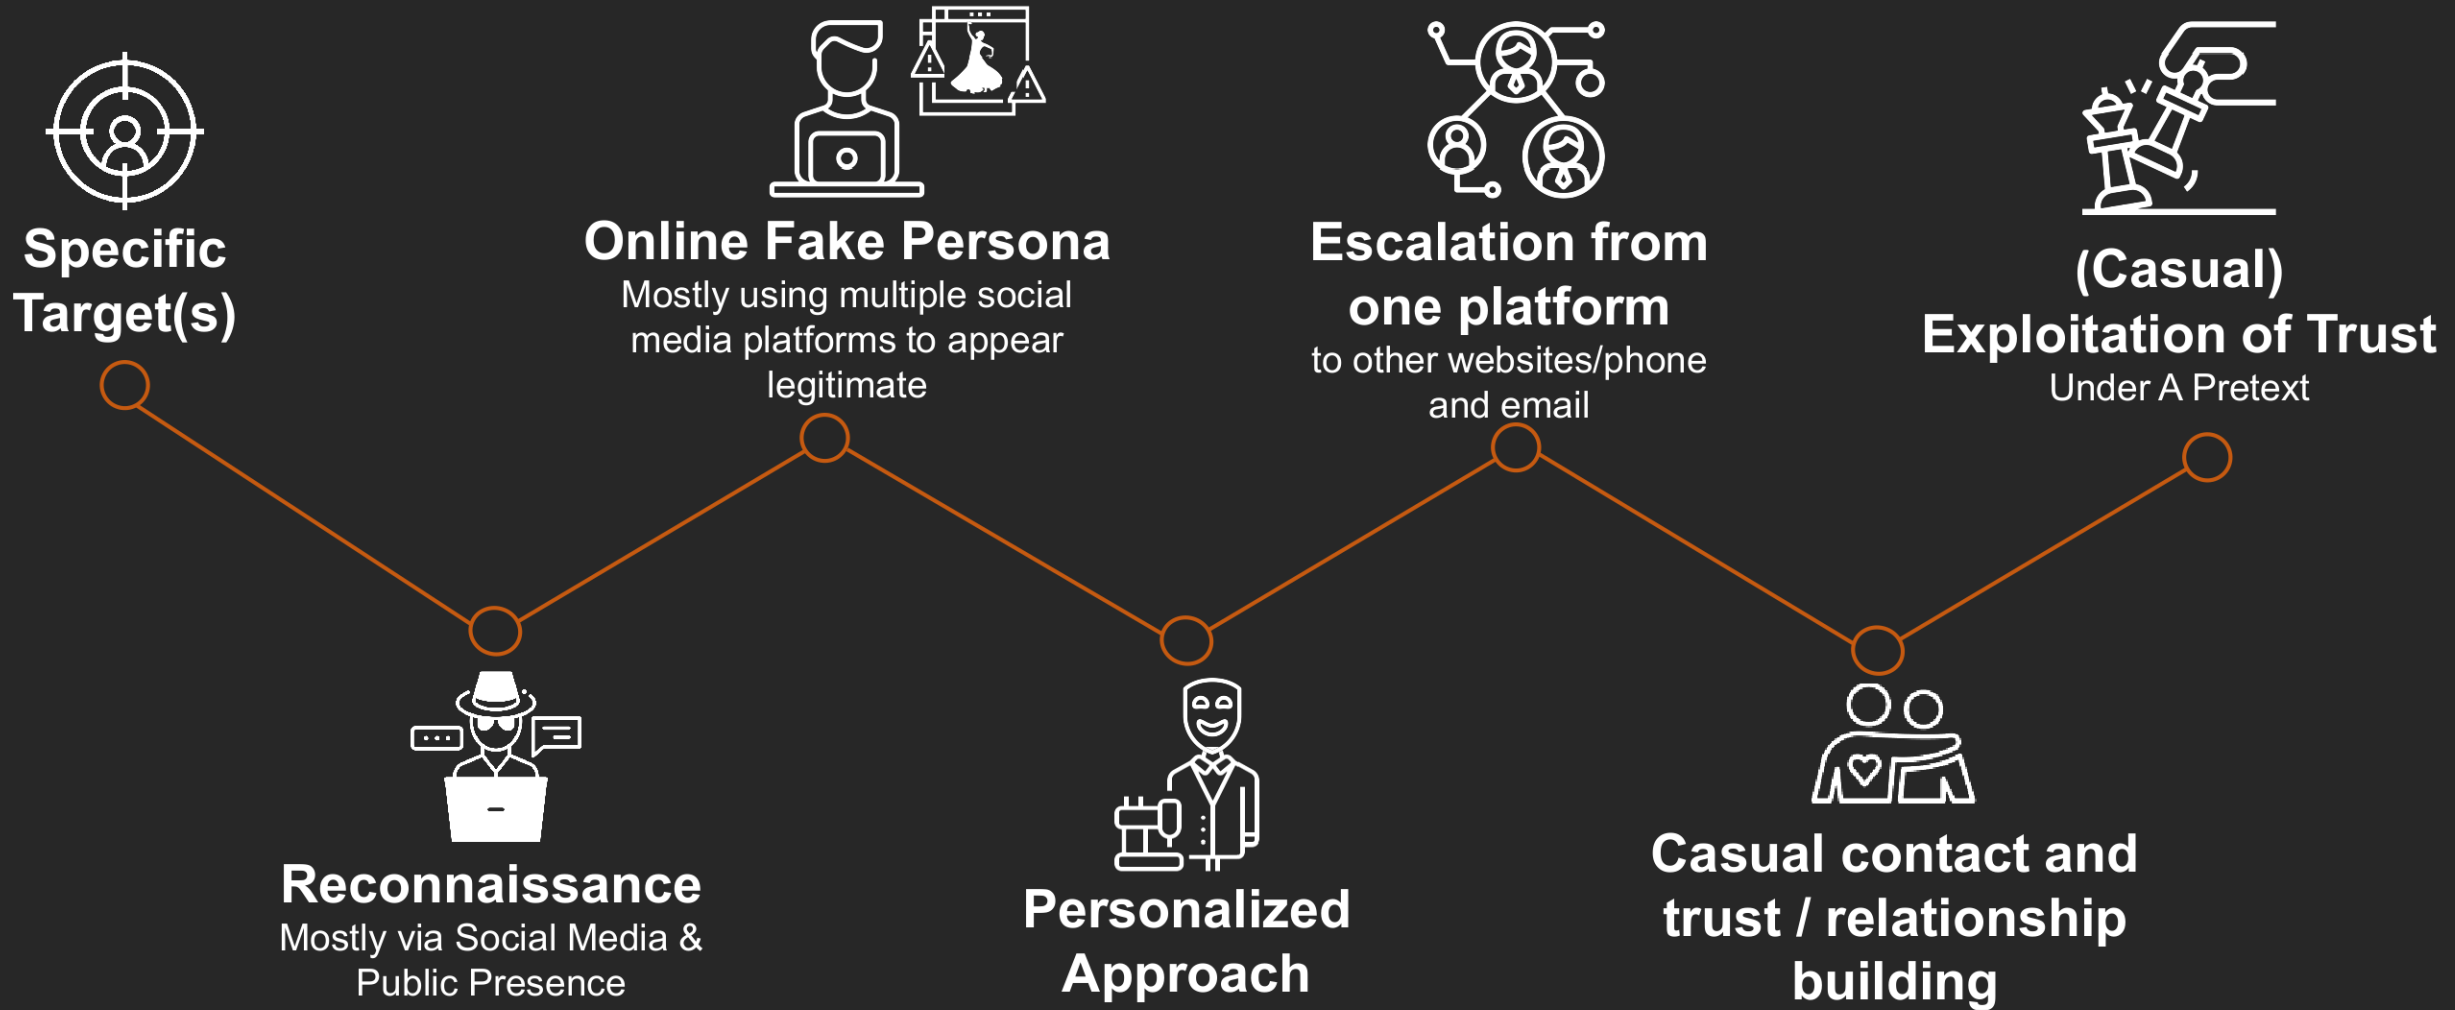 Specific
Target(s)
Reconnaissance
Mostly via Social Media &
Public Presence
Online Fake Persona
Mostly using multiple social
media platforms to appear
legitimate
Personalized
Approach
Escalation from
one platform
to other websites/phone
and email
Casual contact and
trust / relationship
building
(Casual)
Exploitation of Trust
Under A Pretext